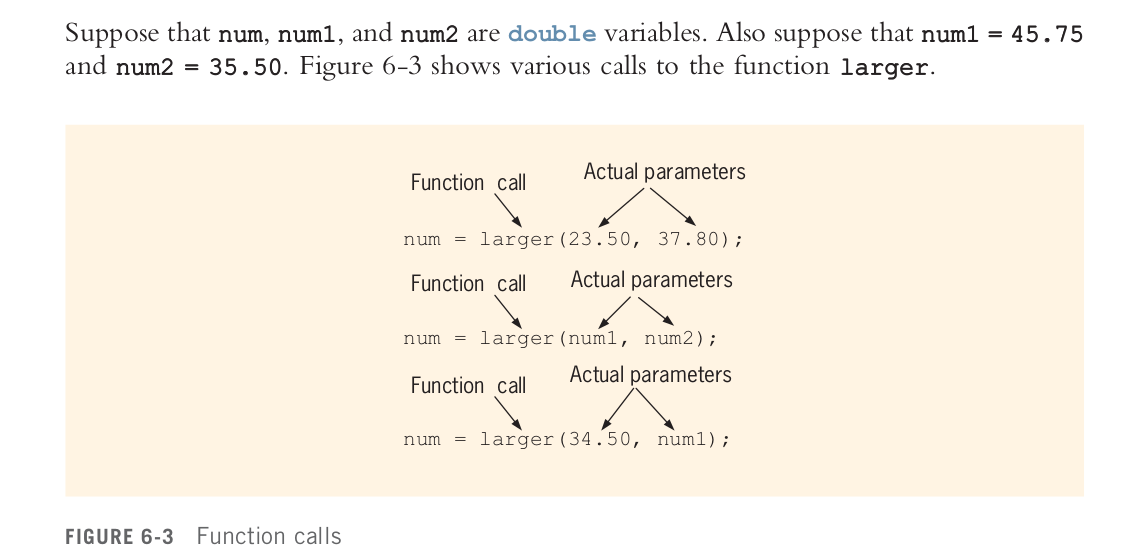 Suppose that num, num1, and num2 are double variables. Also suppose that num1 = 45.75
and num2 = 35.50. Figure 6-3 shows various calls to the function larger.
Function call Actual parameters
num = larger(23.50, 37.80);
Function call Actual parameters
num = larger(num1, num2);
Function call Actual parameters
num = larger(34.50, num1);
FIGURE 6-3 Function calls